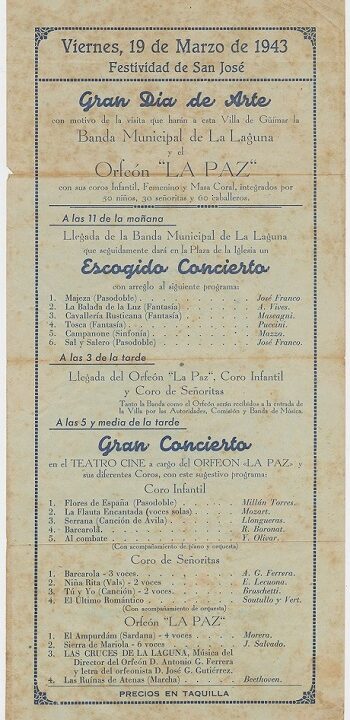 Viernes, 19 de Marzo de 1943
Festividad de San José
Gran Día de Arte
con motivo de la visita que harán a esta Villa de Güímar la
Banda Municipal de La Laguna
y el
Orfeón "LA PAZ"
con sus coros Infantil, Femenino y Masa Coral, integrados por
50 niños, 30 señoritas y 60 caballeros.
A las 11 de la mañana
Llegada de la Banda Municipal de La Laguna
que seguidamente dará en la Plaza de la Iglesia un
Escogido Concierto
con arreglo al siguiente programa:
1. Majeza (Pasodoble) . . . . . . . José Franco
2. La Balada de la Luz (Fantasía) . . . . . A. Vives.
3. Cavallería Rusticana (Fantasía) . . . . . Mascagni.
4. Tosca (Fantasía) . . . . . . . Puccini.
5. Campanone (Sinfonía) . . . . . . Mozzo.
6. Sal y Salero (Pasodoble) . . . . . . José Franco.
A las 3 de la tarde
Llegada del Orfeón "La Paz", Coro Infantil
y Coro de Señoritas
Tanto la Banda como el Orfeón serán recibidos a la entrada de
la Villa por las Autoridades, Comisión y Banda de Música.
A las 5 y media de la tarde
Gran Concierto
en el TEATRO CINE a cargo del ORFEON «LA PAZ» y
sus diferentes Coros, con este sugestivo programa:
Coro Infantil
1. Flores de España (Pasodoble) . . . . Millán Torres.
2. La Flauta Encantada (voces solas) . . . . Mozart.
3. Serrana (Canción de Avila) . . . . . Llongueras.
4. Barcarola . . . . . . . . R. Boronat.
5. Al combate . . . . . . . . Y. Olivar.
(Con acompañamiento de piano y orquesta)
Coro de Señoritas
1. Barcarola - 3 voces. . . . . . . A. G. Ferrera.
2. Niña Rita (Vals) - 2 voces . . . . . E. Lecuona.
3. Tú y Yo (Canción) - 2 voces . . . . . Braschetti.
4. El Último Romántico . . . . . . Soutullo y Vert.
(Con acompañamiento de orquesta)
Orfeón "LA PAZ"
1. El Ampurdám (Sardana) - 4 voces . . . . Morera.
2. Sierra de Mariola - 6 voces . . . . . J. Salvado.
3. LAS CRUCES DE LA LAGUNA, Música del
Director del Orfeón D. Antonio G. Ferrera
y letra del orfeonista D. José G. Gutiérrez.
4. Las Ruinas de Atonas (Marcha) . . . . Beethoven.
PRECIOS EN TAQUILLA